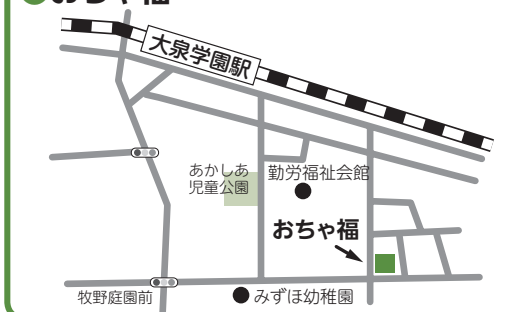 おちゃ福
大泉学園駅
あかしあ
児童公園
勤労福祉会館
おちゃ福
牧野庭園前
みずほ幼稚園